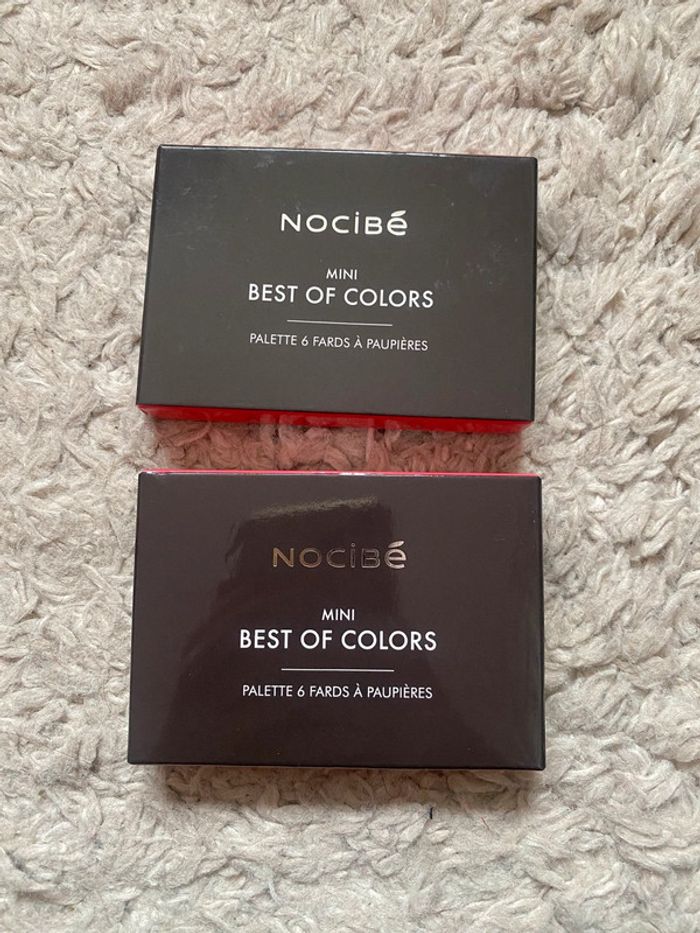 NOCiBé
MINI
BEST OF COLORS
PALETTE 6 FARDS À PAUPIÈRES
NOCiBé
MINI
BEST OF COLORS
PALETTE 6 FARDS À PAUPIÈRES